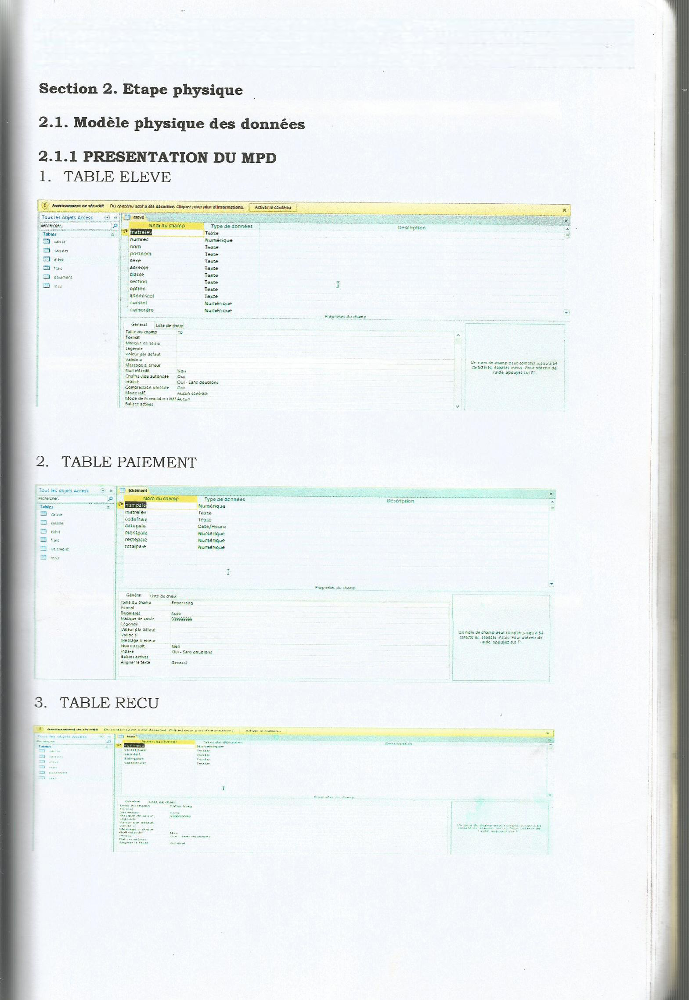 Section 2. Etape physique
2.1. Modèle physique des données
2.1.1 PRESENTATION DU MPD
1. TABLE ELEVE
Avertissement de sécurité Du contenu actif a été désactivé. Cliquez pour plus d'informations. Activer le contenu
Tous les objets Access
eleve
Rechercher...
Nom du champ Type de données Description
Tables
matrelev Texte
numrec Numérique
nom Texte
postnom Texte
sexe Texte
adresse Texte
classe Texte
section Texte
option Texte
anneescol Texte
numtel Numérique
numordre Numérique
caisse
caissier
eleve
frais
paiement
Propriétés du champ
Général Liste de choix
Taille du champ 10
Format
Masque de saisie
Légende
Valeur par défaut
Valide si
Message si erreur
Null interdit Non
Chaîne vide autorisée Oui
Indexé Oui - Sans doublons
Compression unicode Oui
Mode IME Aucun contrôle
Mode de formulation IME Aucun
Balises actives
Un nom de champ peut compter jusqu'à 64
caractères, espaces inclus. Pour obtenir de
l'aide, appuyez sur F1.
2. TABLE PAIEMENT
Tous les objets Access
paiement
Rechercher...
Nom du champ Type de données Description
Tables
numpaie Numérique
matrelev Texte
codefrais Texte
datepaie Date/Heure
montpaie Numérique
restepaie Numérique
totalpaie Numérique
caisse
caissier
eleve
frais
paiement
recu
Propriétés du champ
Général Liste de choix
Taille du champ Entier long
Format
Décimales Auto
Masque de saisie 999999999
Légende
Valeur par défaut
Valide si
Message si erreur
Null interdit Non
Indexé Oui - Sans doublons
Balises actives
Aligner le texte Général
Un nom de champ peut compter jusqu'à 64
caractères, espaces inclus. Pour obtenir de
l'aide, appuyez sur F1.
3. TABLE RECU
Avertissement de sécurité Du contenu actif a été désactivé. Cliquez pour plus d'informations. Activer le contenu
Tous les objets Access
recu
Rechercher
Nom du champ Type de données Description
Tables
numrecu Numérique
motifpaie Texte
Texte
datepaie Texte
Texte
caissier
paiement
Propriétés du champ
Général Liste de choix
Taille du champ Entier long
Format
Décimales Auto
Masque de saisie
Légende
Valeur par défaut
Valide si
Message si erreur
Null interdit Non
Indexé Oui - Sans doublons
Balises actives
Aligner le texte Général
Un nom de champ peut compter jusqu'à 64
caractères, espaces inclus. Pour obtenir de
l'aide, appuyez sur F1.